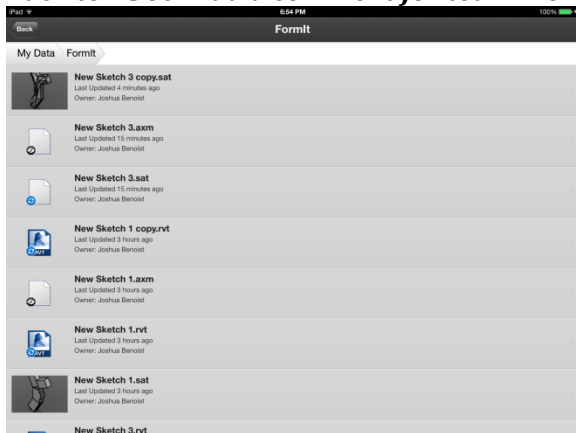 iPad
6:54 PM
100%
Back
FormIt
My Data
FormIt
New Sketch 3 copy.sat
Last Updated 4 minutes ago
Owner: Joshua Benoist
New Sketch 3.axm
Last Updated 15 minutes ago
Owner: Joshua Benoist
New Sketch 3.sat
Last Updated 15 minutes ago
Owner: Joshua Benoist
New Sketch 1 copy.rvt
Last Updated 3 hours ago
Owner: Joshua Benoist
RVT
New Sketch 1.axm
Last Updated 3 hours ago
Owner: Joshua Benoist
New Sketch 1.rvt
Last Updated 3 hours ago
Owner: Joshua Benoist
RVT
New Sketch 1.sat
Last Updated 3 hours ago
Owner: Joshua Benoist
New Sketch 3.rvt